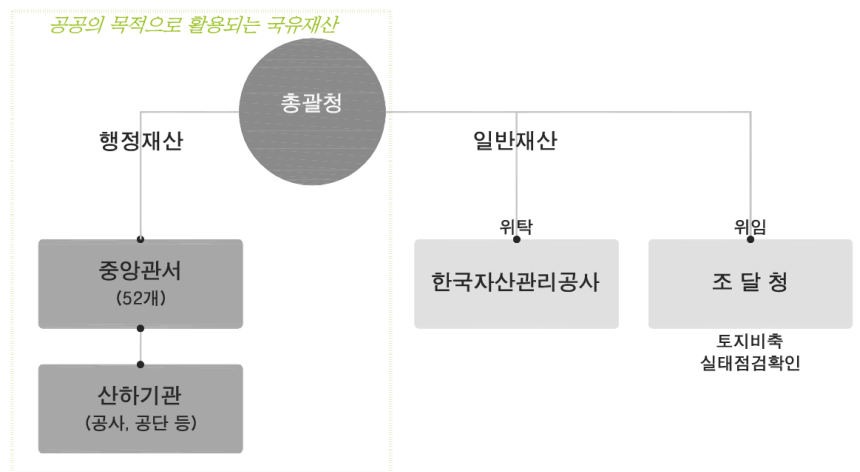 공공의 목적으로 활용되는 국유재산
총괄청
행정재산
일반재산
위탁
위임
중앙관서
(52개)
한국자산관리공사
조 달 청
토지비축
실태점검확인
산하기관
(공사, 공단 등)